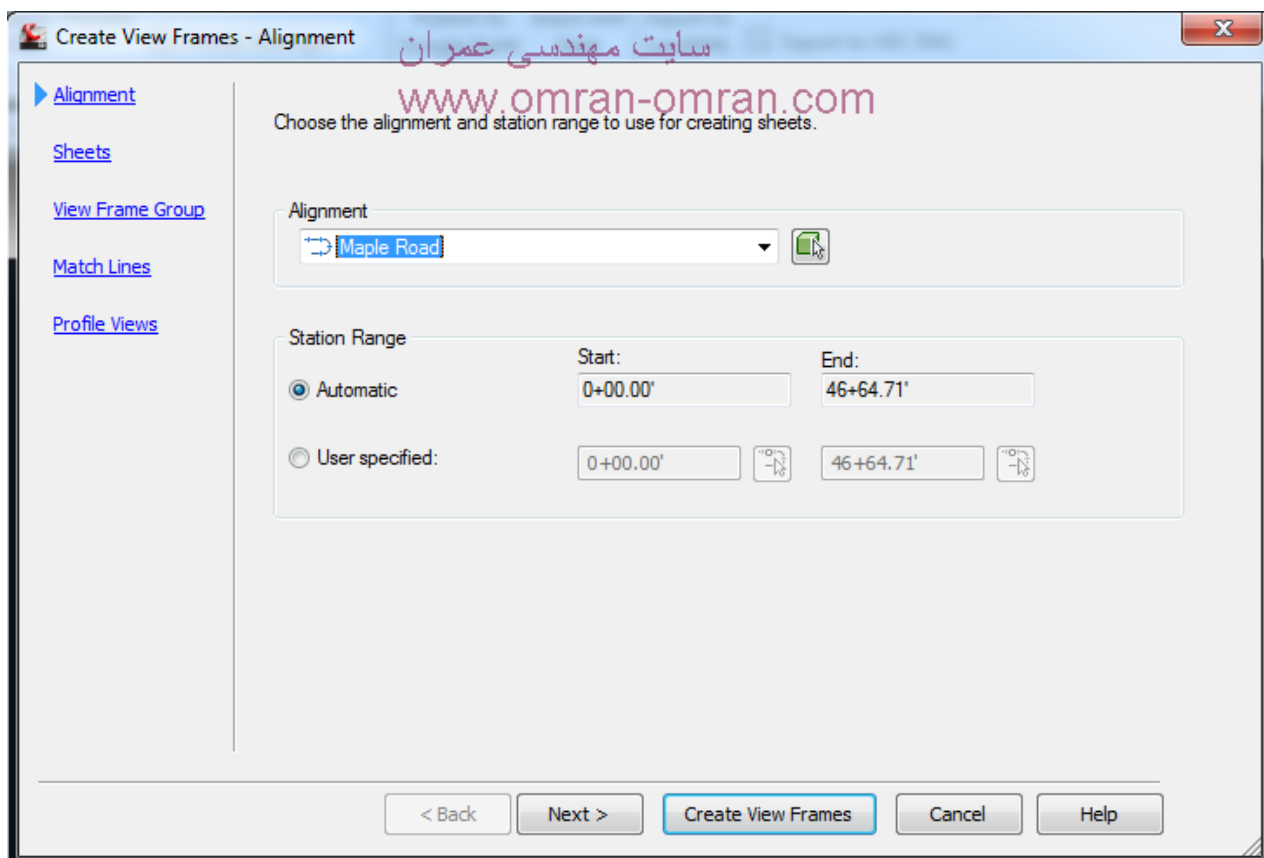 Create View Frames - Alignment
سایت مهندسی عمران
www.omran-omran.com
Alignment
Sheets
View Frame Group
Match Lines
Profile Views
Choose the alignment and station range to use for creating sheets.
Alignment
Maple Road
Station Range
Start:
End:
Automatic
0+00.00'
46+64.71'
User specified:
0+00.00'
46+64.71'
< Back
Next >
Create View Frames
Cancel
Help